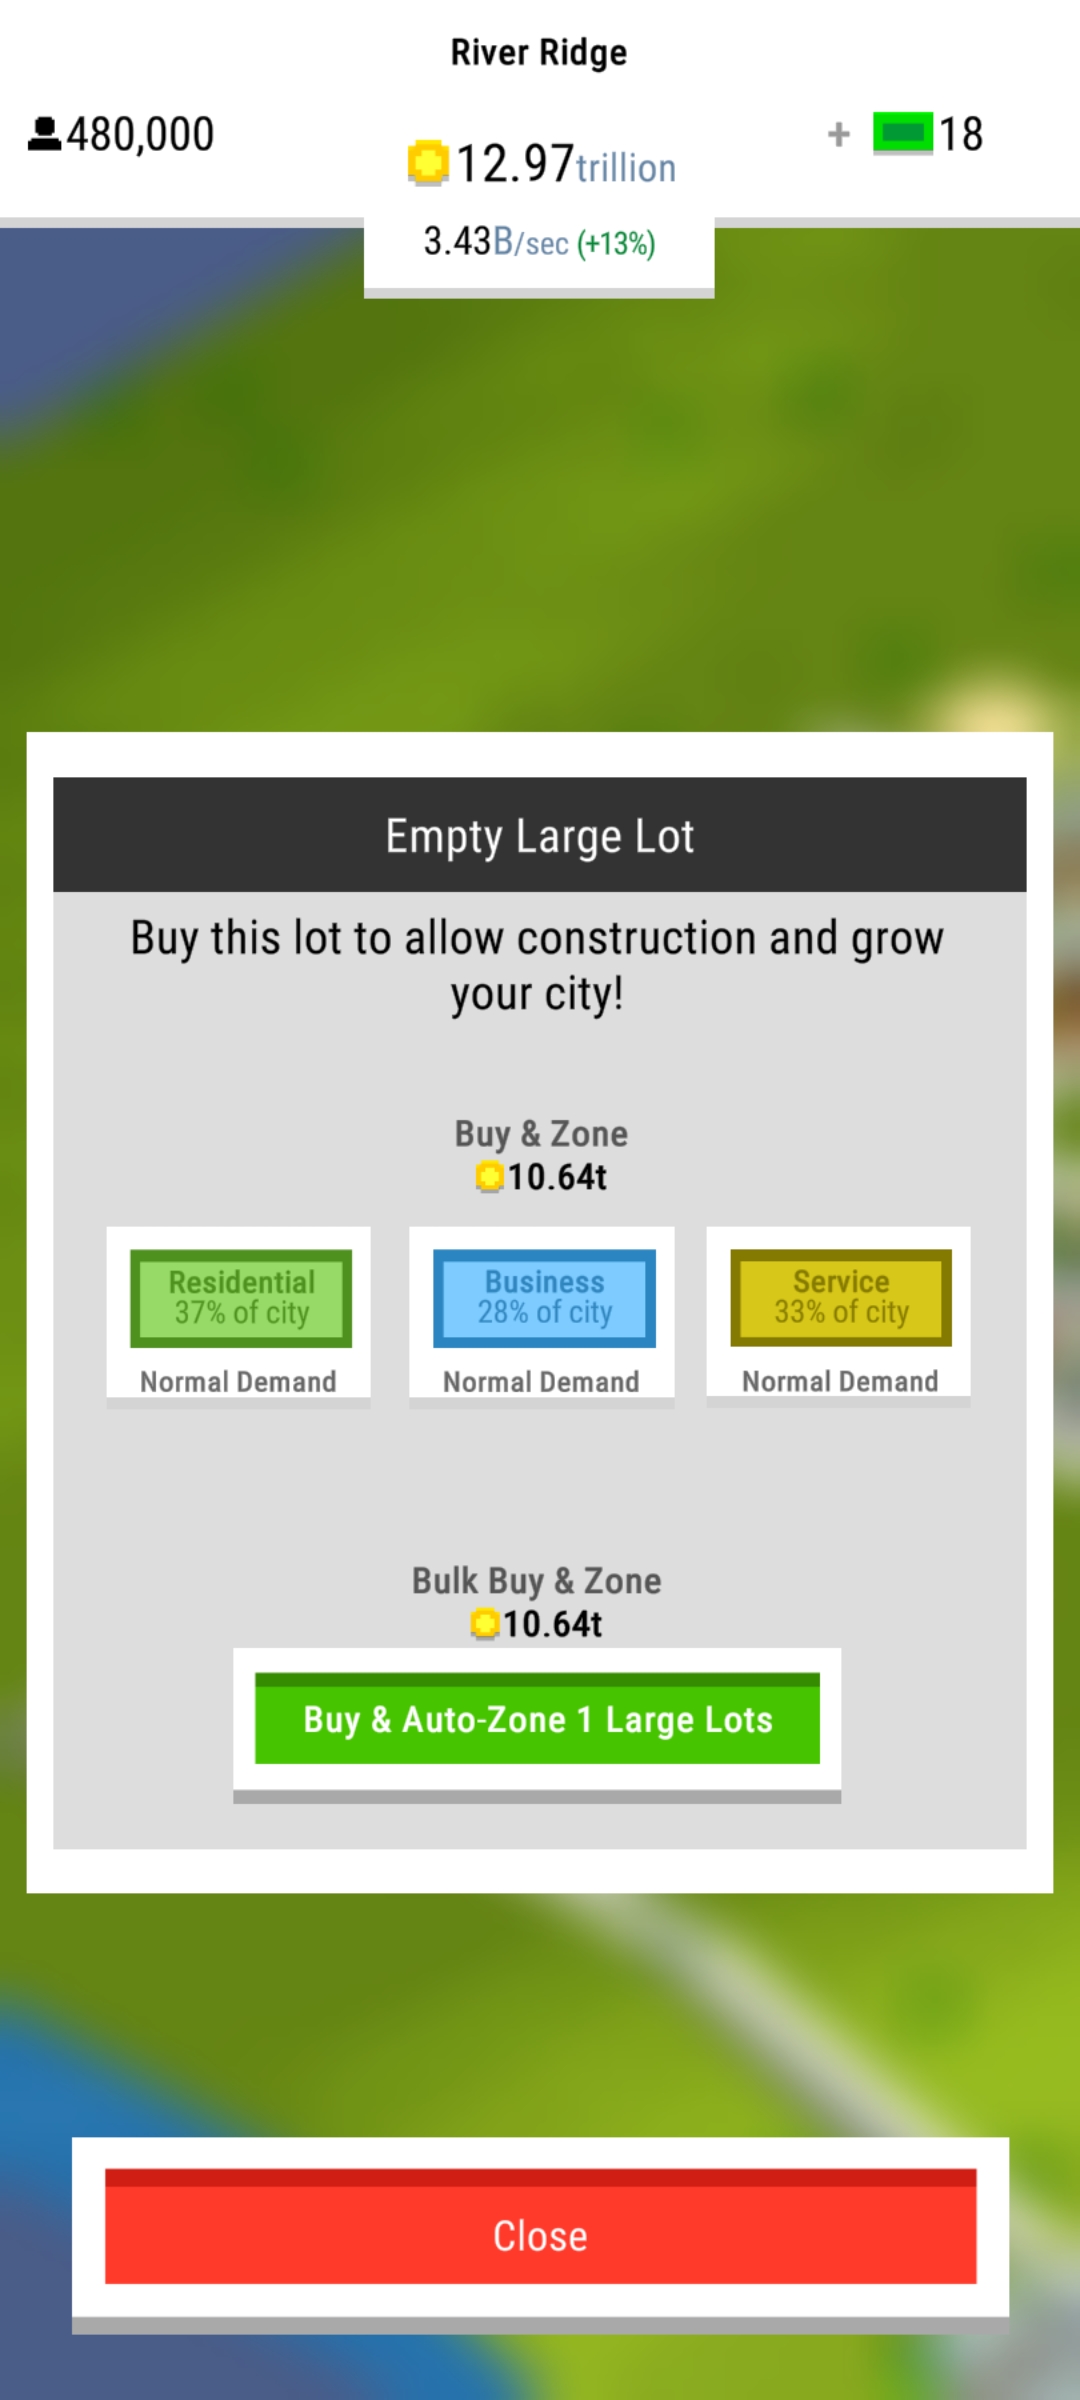 River Ridge
480,000
+ 18
12.97trillion
3.43B/sec (+13%)
Empty Large Lot
Buy this lot to allow construction and grow
your city!
Buy & Zone
10.64t
Residential
37% of city
Normal Demand
Business
28% of city
Normal Demand
Service
33% of city
Normal Demand
Bulk Buy & Zone
10.64t
Buy & Auto-Zone 1 Large Lots
Close